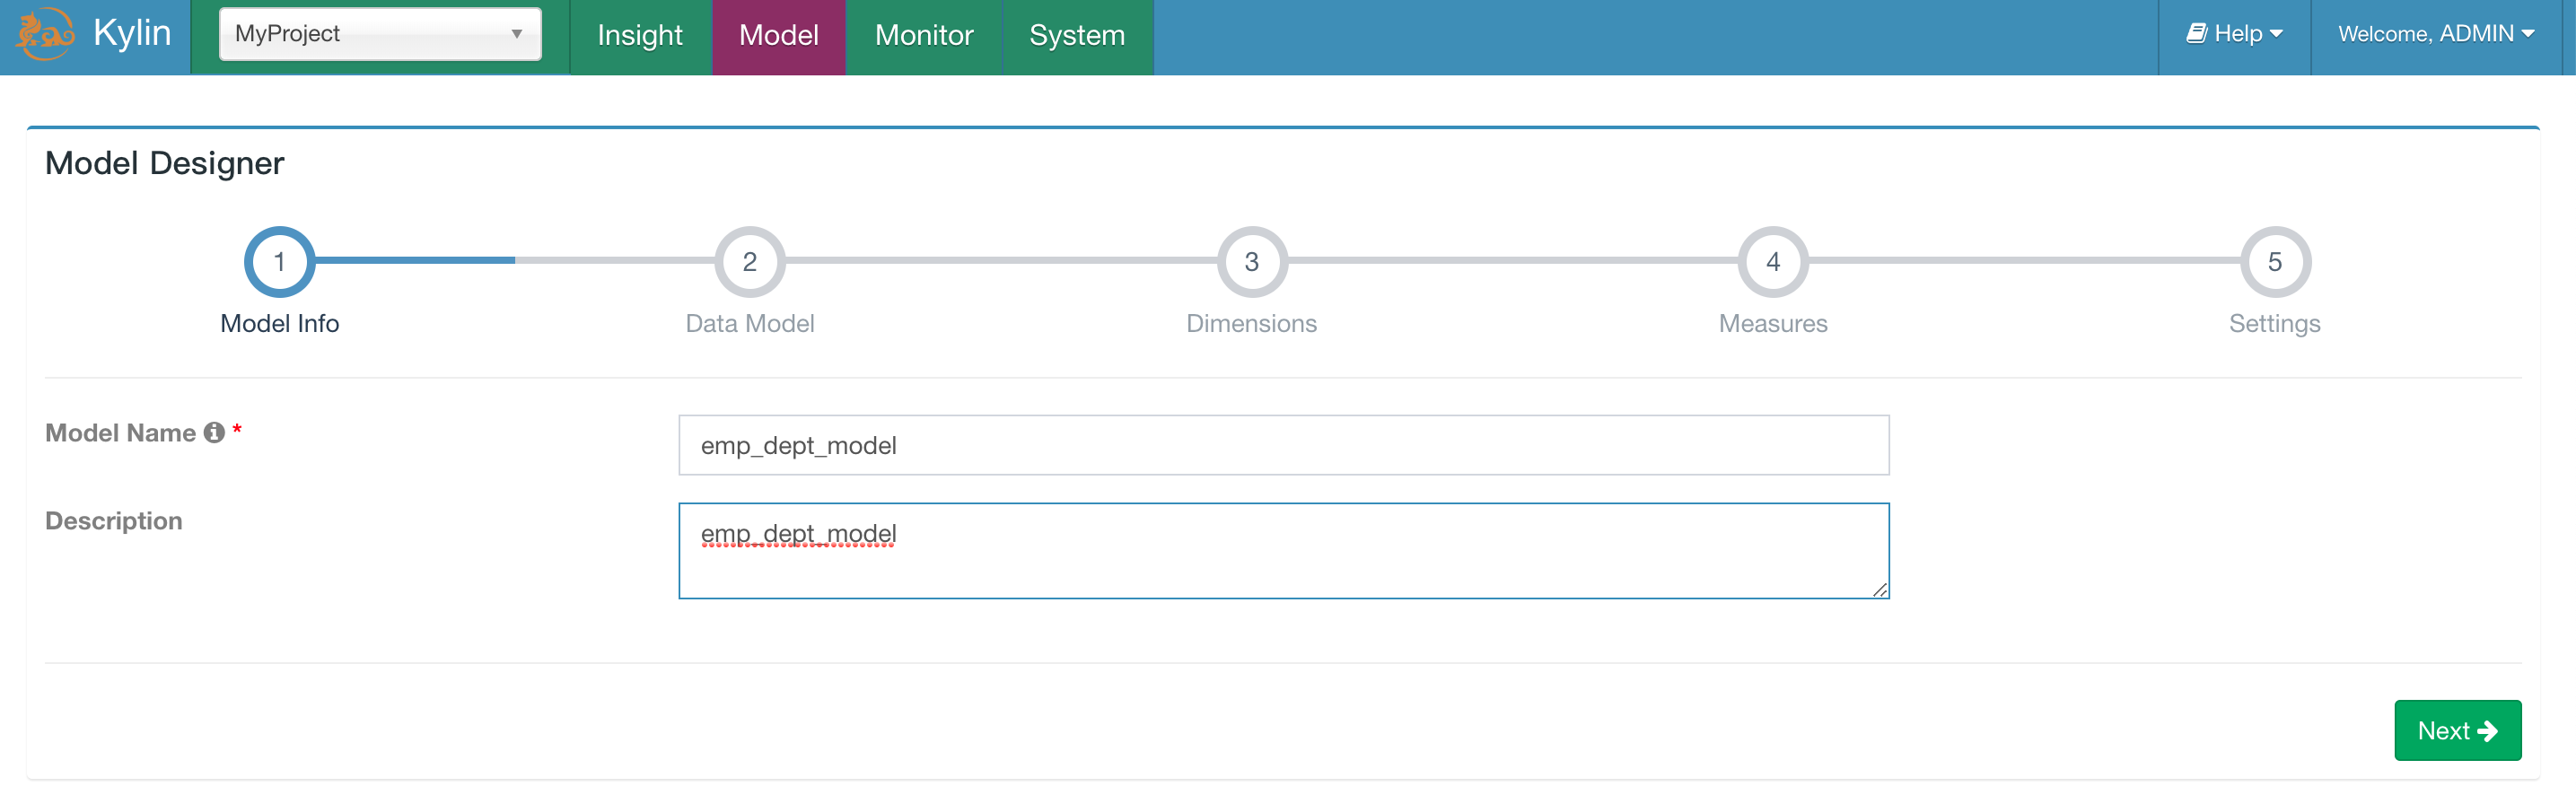 Kylin MyProject Insight Model Monitor System Help Welcome, ADMIN
Model Designer
1 2 3 4 5
Model Info Data Model Dimensions Measures Settings
Model Name * emp_dept_model
Description emp_dept_model
Next